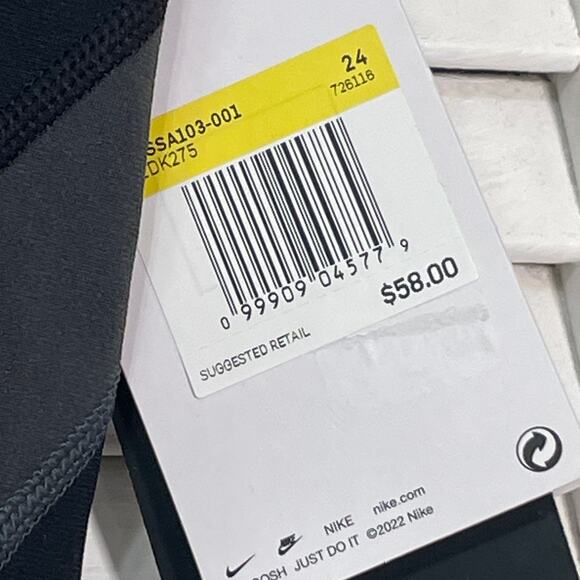 24
SSA103-001 726116
DK275
0 99909 04577 9
$58.00
SUGGESTED RETAIL
NIKE nike.com
JUST DO IT ©2022 Nike